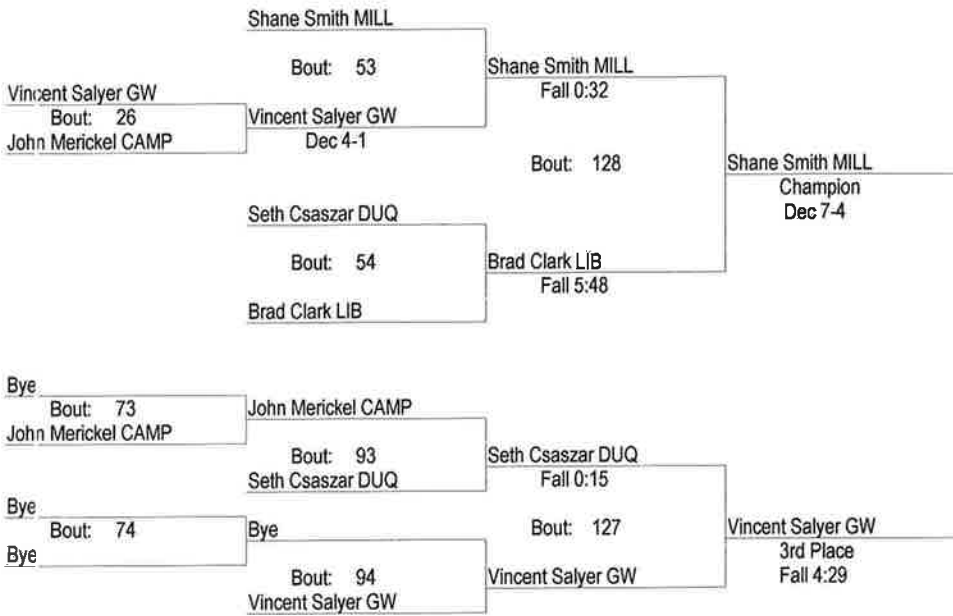 Shane Smith MILL
Bout: 53
Shane Smith MILL
Fall 0:32
Vincent Salyer GW
Bout: 26
John Merickel CAMP
Vincent Salyer GW
Dec 4-1
Bout: 128
Shane Smith MILL
Champion
Dec 7-4
Seth Csaszar DUQ
Bout: 54
Brad Clark LIB
Fall 5:48
Brad Clark LIB
Bye
Bout: 73
John Merickel CAMP
John Merickel CAMP
Bout: 93
Seth Csaszar DUQ
Seth Csaszar DUQ
Fall 0:15
Bye
Bout: 74
Bye
Bye
Bout: 127
Vincent Salyer GW
3rd Place
Fall 4:29
Bout: 94
Vincent Salyer GW
Vincent Salyer GW